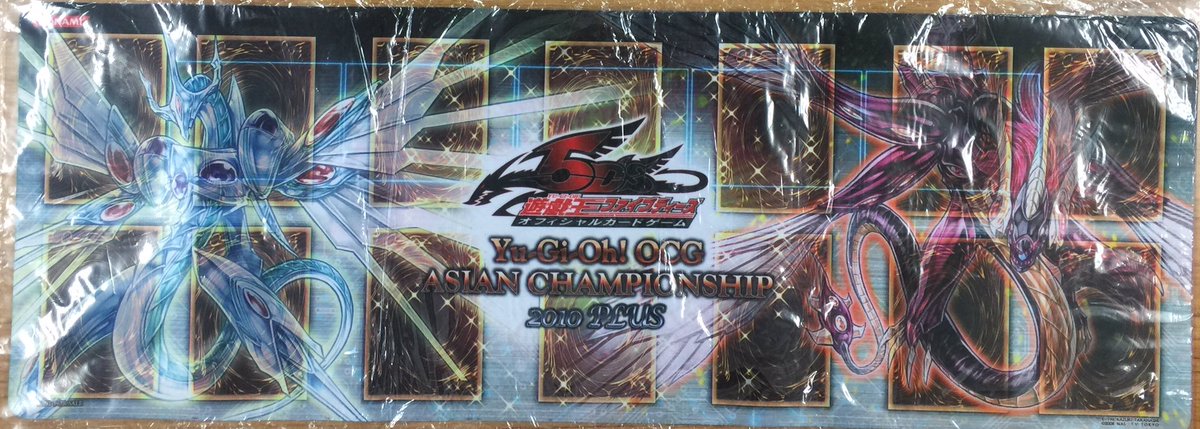 KONAMI
5D's
遊☆戯☆王ファイブディーズ
オフィシャルカードゲーム
Yu-Gi-Oh! OCG
ASIAN CHAMPIONSHIP
2010 PLUS